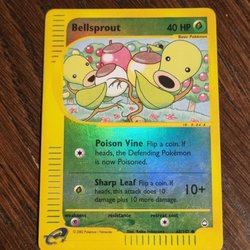 Bellsprout 40 HP
Basic Pokémon
Poison Vine Flip a coin. If
heads, the Defending Pokémon
is now Poisoned.
Sharp Leaf Flip a coin. If
heads, this attack does 10
damage plus 10 more damage.
10+
weakness resistance retreat cost
e